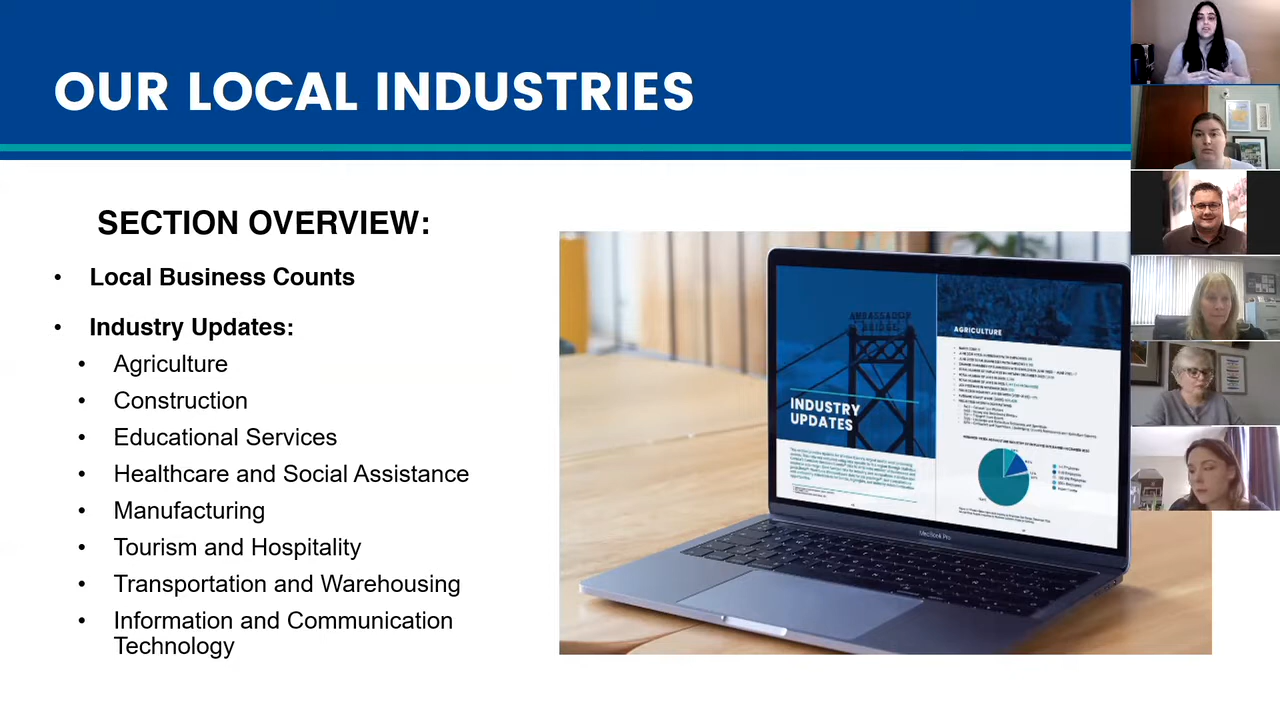 OUR LOCAL INDUSTRIES
SECTION OVERVIEW:
• Local Business Counts
• Industry Updates:
• Agriculture
• Construction
• Educational Services
• Healthcare and Social Assistance
• Manufacturing
• Tourism and Hospitality
• Transportation and Warehousing
• Information and Communication
Technology
AMBASSADOR
BRIDGE
INDUSTRY
UPDATES
AGRICULTURE
MacBook Pro